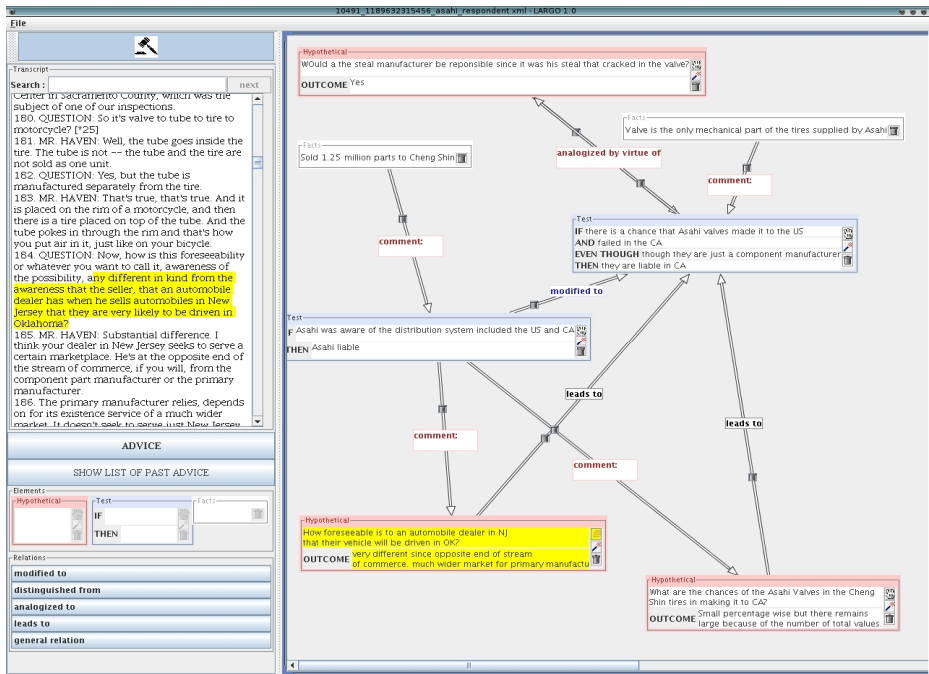 10491_1189632315456_asahi_respondent.xml - LARGO 1.0
File
Transcript
Search :
next
Center in Sacramento County, which was the
subject of one of our inspections.
180. QUESTION: So it's valve to tube to tire to
motorcycle? [*25]
181. MR. HAVEN: Well, the tube goes inside the
tire. The tube is not -- the tube and the tire are
not sold as one unit.
182. QUESTION: Yes, but the tube is
manufactured separately from the tire.
183. MR. HAVEN: That's true, that's true. And it
is placed on the rim of a motorcycle, and then
there is a tire placed on top of the tube. And the
tube pokes in through the rim and that's how
you put air in it, just like on your bicycle.
184. QUESTION: Now, how is this foreseeability
or whatever you want to call it, awareness of
the possibility, any different in kind from the
awareness that the seller, that an automobile
dealer has when he sells automobiles in New
Jersey that they are very likely to be driven in
Oklahoma?
185. MR. HAVEN: Substantial difference. I
think your dealer in New Jersey seeks to serve a
certain marketplace. He's at the opposite end of
the stream of commerce, if you will, from the
component part manufacturer or the primary
manufacturer.
186. The primary manufacturer relies, depends
on for its existence service of a much wider
market. It doesn't seek to serve just New Jersey
ADVICE
SHOW LIST OF PAST ADVICE
Elements
Hypothetical
Test
IF
THEN
Facts
Relations
modified to
distinguished from
analogized to
leads to
general relation
Hypothetical
WOuld a the steal manufacturer be reponsible since it was his steal that cracked in the valve?
OUTCOME Yes
Facts
Valve is the only mechanical part of the tires supplied by Asahi
Facts
Sold 1.25 million parts to Cheng Shin
analogized by virtue of
comment:
comment:
Test
IF there is a chance that Asahi valves made it to the US
AND failed in the CA
EVEN THOUGH though they are just a component manufacturer
THEN they are liable in CA
modified to
Test
F Asahi was aware of the distribution system included the US and CA
THEN Asahi liable
leads to
leads to
comment:
comment:
Hypothetical
How foreseeable is to an automobile dealer in NJ
that their vehicle will be driven in OK?
OUTCOME very different since opposite end of stream
of commerce. much wider market for primary manufactu
Hypothetical
What are the chances of the Asahi Valves in the Cheng
Shin tires in making it to CA?
OUTCOME Small percentage wise but there remains
large because of the number of total values.